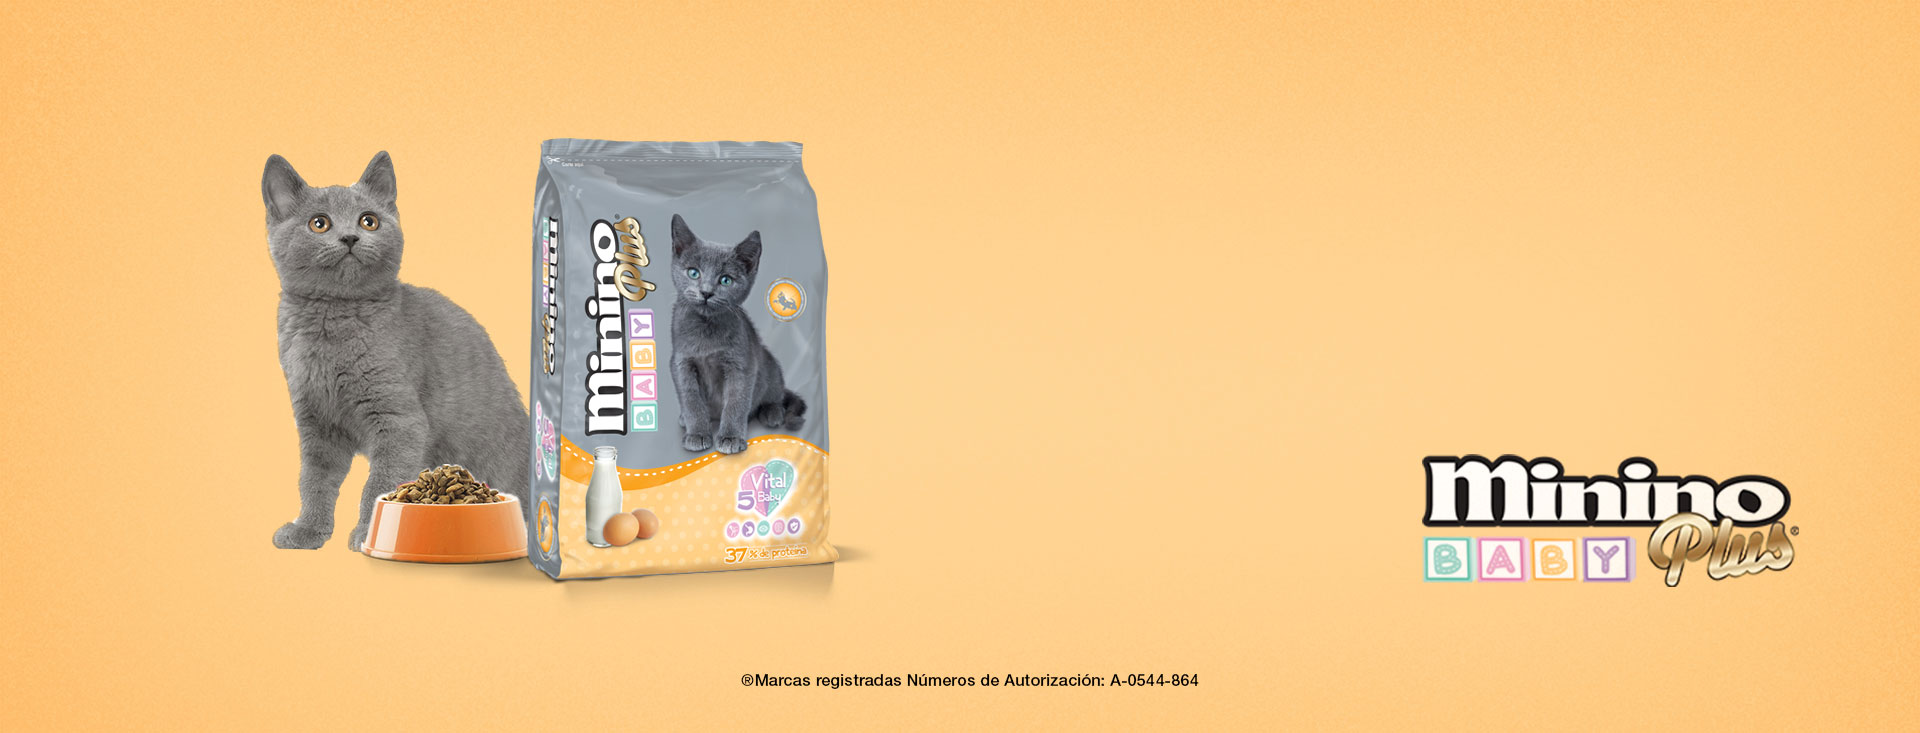 minino
Plus®
BABY
Vital
5 Baby
37 % de proteína
minino
BABY
Plus®
®Marcas registradas Números de Autorización: A-0544-864